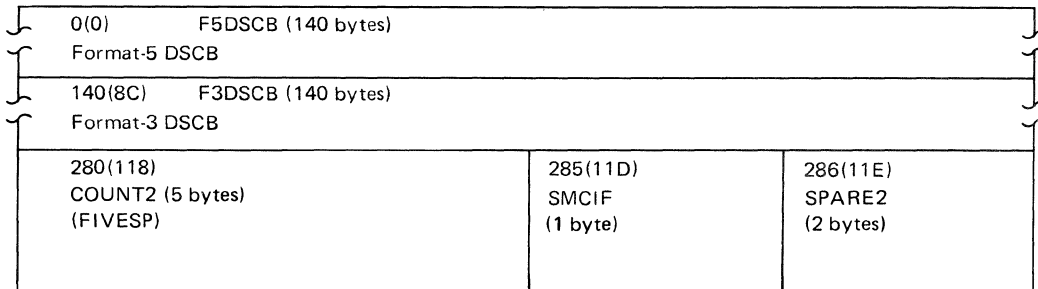 0(0) F5DSCB (140 bytes)
Format-5 DSCB
140(8C) F3DSCB (140 bytes)
Format-3 DSCB
280(118)
COUNT2 (5 bytes)
(FIVESP)
285(11D)
SMCIF
(1 byte)
286(11E)
SPARE2
(2 bytes)